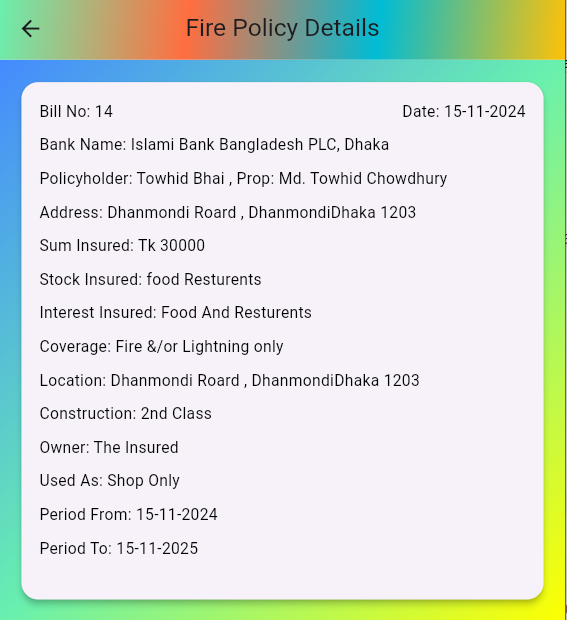 Fire Policy Details
Bill No: 14 Date: 15-11-2024
Bank Name: Islami Bank Bangladesh PLC, Dhaka
Policyholder: Towhid Bhai , Prop: Md. Towhid Chowdhury
Address: Dhanmondi Roard , DhanmondiDhaka 1203
Sum Insured: Tk 30000
Stock Insured: food Resturents
Interest Insured: Food And Resturents
Coverage: Fire &/or Lightning only
Location: Dhanmondi Roard , DhanmondiDhaka 1203
Construction: 2nd Class
Owner: The Insured
Used As: Shop Only
Period From: 15-11-2024
Period To: 15-11-2025